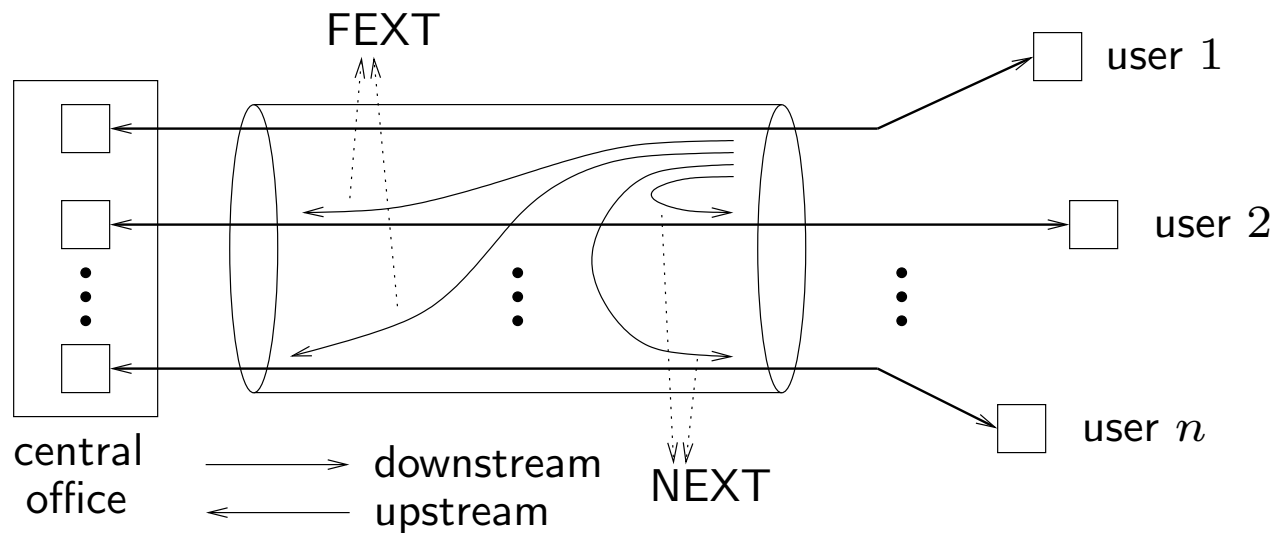 FEXT
user 1
user 2
user n
central
office
downstream
upstream
NEXT